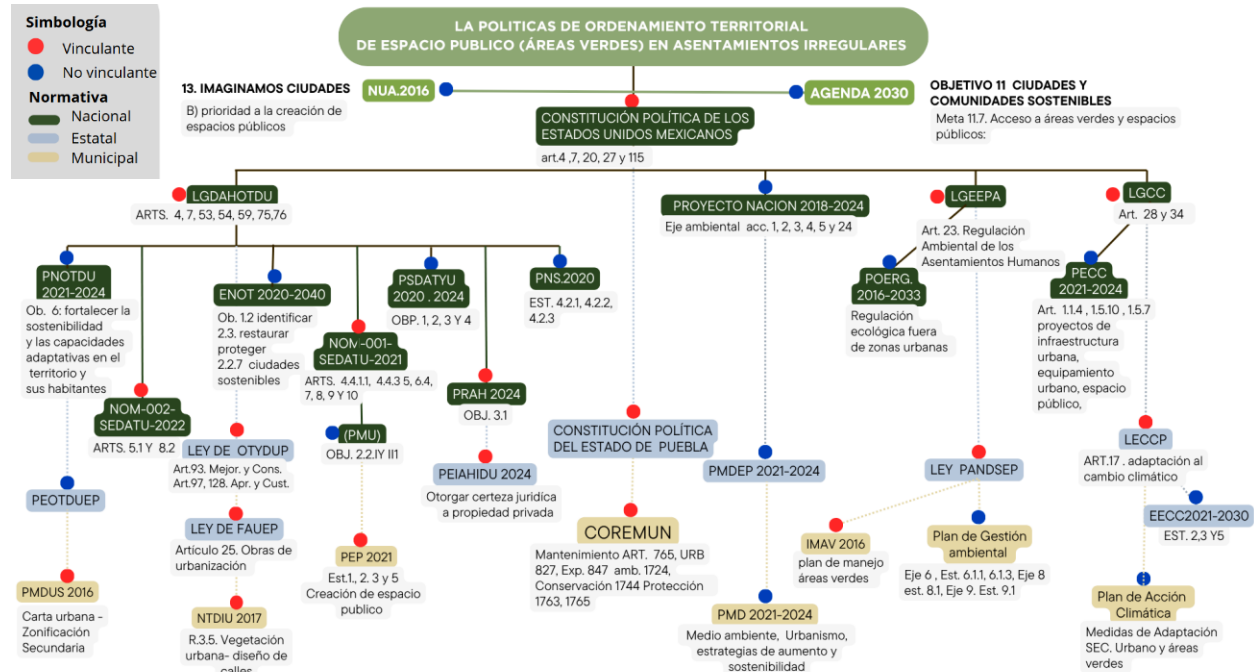 Simbología
Vinculante
No vinculante
Normativa
Nacional
Estatal
Municipal
LA POLITICAS DE ORDENAMIENTO TERRITORIAL
DE ESPACIO PUBLICO (ÁREAS VERDES) EN ASENTAMIENTOS IRREGULARES
13. IMAGINAMOS CIUDADES
B) prioridad a la creación de
espacios públicos
NUA.2016
AGENDA 2030
OBJETIVO 11 CIUDADES Y
COMUNIDADES SOSTENIBLES
Meta 11.7. Acceso a áreas verdes y espacios
públicos:
CONSTITUCIÓN POLÍTICA DE LOS
ESTADOS UNIDOS MEXICANOS
art.4 ,7, 20, 27 y 115
LGDAHOTDU
ARTS. 4, 7, 53, 54, 59, 75,76
PROYECTO NACION 2018-2024
Eje ambiental acc. 1, 2, 3, 4, 5 y 24
LGEEPA
Art. 23. Regulación
Ambiental de los
Asentamientos Humanos
LGCC
Art. 28 y 34
PNOTDU
2021-2024
Ob. 6: fortalecer la
sostenibilidad
y las capacidades
adaptativas en el
territorio y
sus habitantes
NOM-002-
SEDATU-2022
ARTS. 5.1 Y 8.2
ENOT 2020-2040
Ob. 1.2 identificar
2.3. restaurar
proteger
2.2.7 ciudades
sostenibles
NOM-001-
SEDATU-2021
ARTS. 4.4.1.1, 4.4.3 5, 6.4,
7, 8, 9 Y 10
PSDATYU
2020 . 2024
OBP. 1, 2, 3 Y 4
PRAH 2024
OBJ. 3.1
PNS.2020
EST. 4.2.1, 4.2.2,
4.2.3
POERG.
2016-2033
Regulación
ecológica fuera
de zonas urbanas
PECC
2021-2024
Art. 1.1.4 , 1.5.10 , 1.5.7
proyectos de
infraestructura
urbana,
equipamiento
urbano, espacio
público,
(PMU)
OBJ. 2.2.IY II1
LEY DE OTYDUP
Art.93. Mejor. y Cons.
Art.97, 128. Apr. y Cust.
PEIAHIDU 2024
Otorgar certeza jurídica
a propiedad privada
CONSTITUCIÓN POLÍTICA
DEL ESTADO DE PUEBLA
PMDEP 2021-2024
LEY PANDSEP
LECCP
ART.17 . adaptación al
cambio climático
EECC2021-2030
EST. 2,3 Y5
PEOTDUEP
LEY DE FAUEP
Artículo 25. Obras de
urbanización
PEP 2021
Est.1., 2, 3 y 5
Creación de espacio
publico
COREMUN
Mantenimiento ART. 765, URB
827, Exp. 847 amb. 1724,
Conservación 1744 Protección
1763, 1765
IMAV 2016
plan de manejo
áreas verdes
Plan de Gestión
ambiental
Eje 6 , Est. 6.1.1, 6.1.3, Eje 8
est. 8.1, Eje 9. Est. 9.1
PMDUS 2016
Carta urbana -
Zonificación
Secundaria
NTDIU 2017
R.3.5. Vegetación
urbana- diseño de
calles
PMD 2021-2024
Medio ambiente, Urbanismo,
estrategias de aumento y
sostenibilidad
Plan de Acción
Climática
Medidas de Adaptación
SEC. Urbano y áreas
verdes